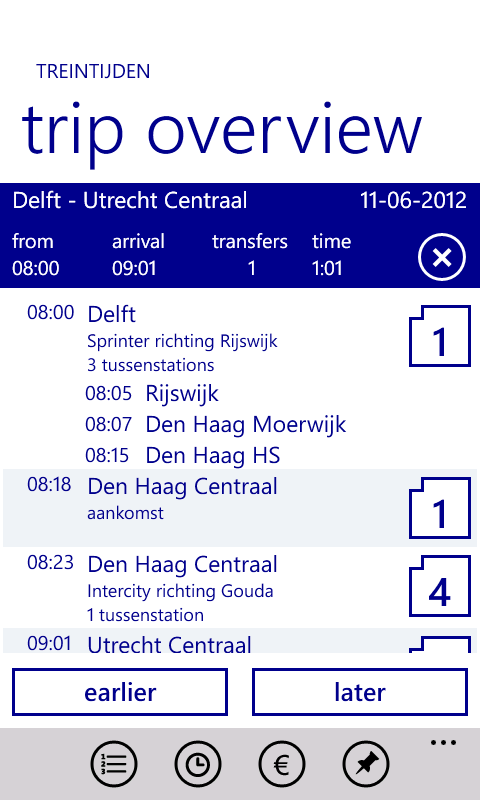 TREINTIJDEN
trip overview
Delft - Utrecht Centraal 11-06-2012
from arrival transfers time
08:00 09:01 1 1:01
08:00 Delft
Sprinter richting Rijswijk
3 tussenstations
1
08:05 Rijswijk
08:07 Den Haag Moerwijk
08:15 Den Haag HS
08:18 Den Haag Centraal
aankomst
1
08:23 Den Haag Centraal
Intercity richting Gouda
1 tussenstation
4
09:01 Utrecht Centraal
earlier later
1
2
3
€